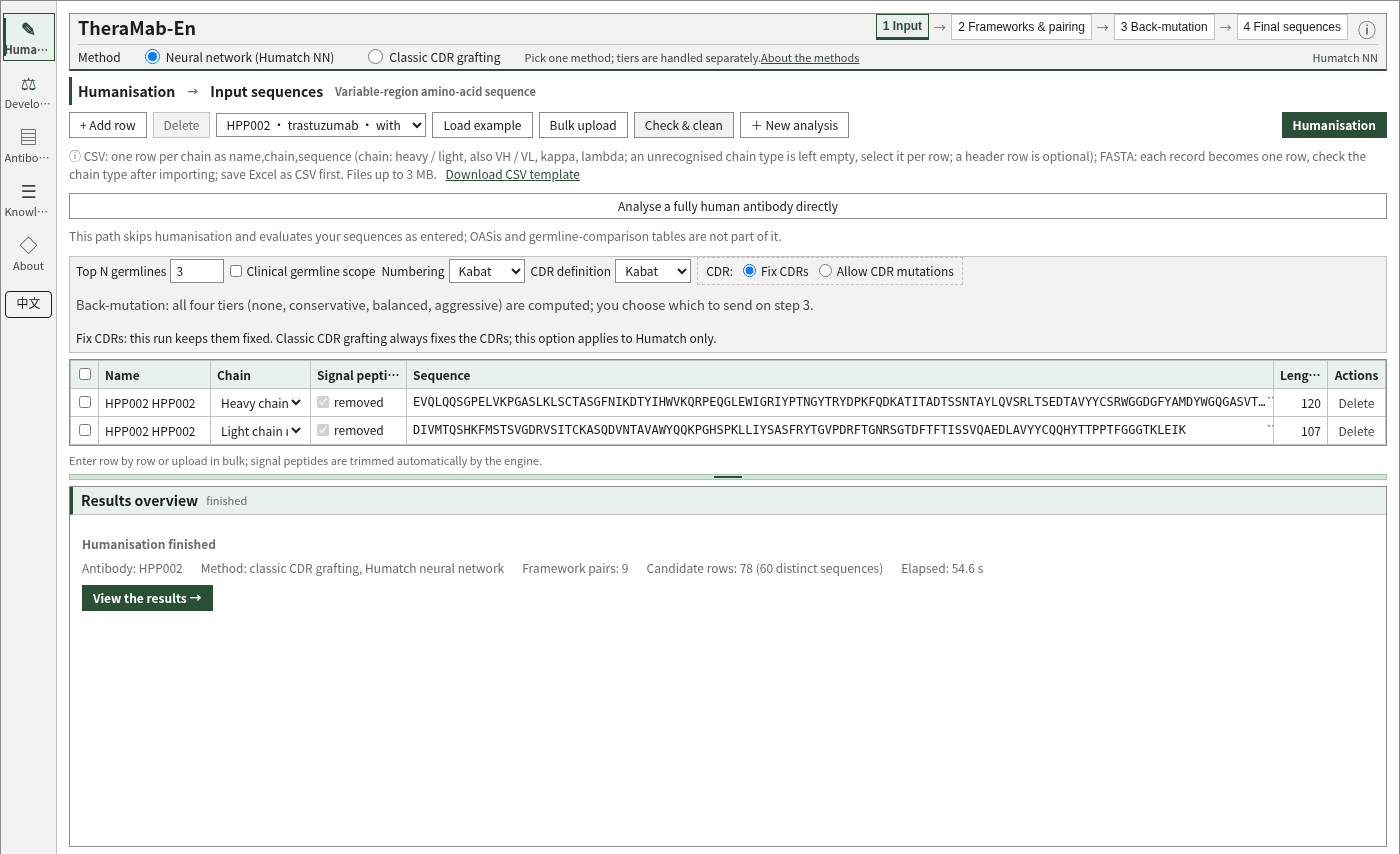 Huma…
Develo…
Antibo…
Knowl…
About
中文
TheraMab-En
1 Input → 2 Frameworks & pairing → 3 Back-mutation → 4 Final sequences
Method Neural network (Humatch NN) Classic CDR grafting Pick one method; tiers are handled separately. About the methods Humatch NN
Humanisation → Input sequences Variable-region amino-acid sequence
+ Add row Delete HPP002 · trastuzumab · with Load example Bulk upload Check & clean + New analysis Humanisation
ⓘ CSV: one row per chain as name,chain,sequence (chain: heavy / light, also VH / VL, kappa, lambda; an unrecognised chain type is left empty, select it per row; a header row is optional); FASTA: each record becomes one row, check the
chain type after importing; save Excel as CSV first. Files up to 3 MB. Download CSV template
Analyse a fully human antibody directly
This path skips humanisation and evaluates your sequences as entered; OASis and germline-comparison tables are not part of it.
Top N germlines 3 Clinical germline scope Numbering Kabat CDR definition Kabat CDR: Fix CDRs Allow CDR mutations
Back-mutation: all four tiers (none, conservative, balanced, aggressive) are computed; you choose which to send on step 3.
Fix CDRs: this run keeps them fixed. Classic CDR grafting always fixes the CDRs; this option applies to Humatch only.
Name Chain Signal pepti… Sequence Leng… Actions
HPP002 HPP002 Heavy chain removed EVQLQQSGPELVKPGASLKLSCTASGFNIKDTYIHWVKQRPEQGLEWIGRIYPTNGYTRYDPKFQDKATITADTSSNTAYLQVSRLTSEDTAVYYCSRWGGDGFYAMDYWGQGASVT… 120 Delete
HPP002 HPP002 Light chain removed DIVMTQSHKFMSTSVGDRVSITCKASQDVNTAVAWYQQKPGHSPKLLIYSASFRYTGVPDRFTGNRSGTDFTFTISSVQAEDLAVYYCQQHYTTPPTFGGGTKLEIK 107 Delete
Enter row by row or upload in bulk; signal peptides are trimmed automatically by the engine.
Results overview finished
Humanisation finished
Antibody: HPP002 Method: classic CDR grafting, Humatch neural network Framework pairs: 9 Candidate rows: 78 (60 distinct sequences) Elapsed: 54.6 s
View the results →